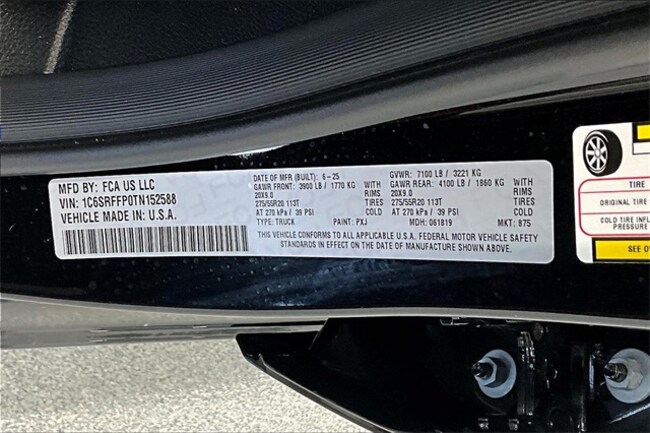 MFD BY: FCA US LLC
VIN: 1C6SRFFP0TN152588
VEHICLE MADE IN U.S.A.
DATE OF MFR (BUILT): 6-25
GAWR FRONT: 3900 LB / 1770 KG
WITH
20X9.0
RIMS
275/55R20 113T
TIRES
AT 270 kPa / 39 PSI
TYPE: TRUCK
PAINT: PXJ
GVWR: 7100 LB / 3221 KG
GAWR REAR: 4100 LB / 1860 KG
WITH
20X9.0
RIMS
275/55R20 113T
TIRES
AT 270 kPa / 39 PSI
MDH: 061819
MKT: 875
THIS VEHICLE CONFORMS TO ALL APPLICABLE U.S.A. FEDERAL MOTOR VEHICLE SAFETY
STANDARDS IN EFFECT ON THE DATE OF MANUFACTURE SHOWN ABOVE.
TIRE
ORIGINAL TIRE
COLD TIRE INFL
PRESSURE
SEE O